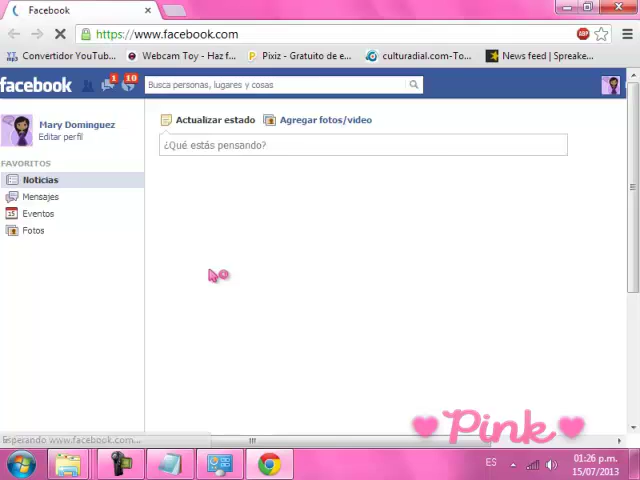 Facebook
https://www.facebook.com
ABP
Convertidor YouTub...
Webcam Toy - Haz f...
Pixiz - Gratuito de e...
culturadial.com-To...
News feed | Spreake...
facebook
1
10
Busca personas, lugares y cosas
Mary Dominguez
Editar perfil
Actualizar estado
Agregar fotos/video
¿Qué estás pensando?
FAVORITOS
Noticias
Mensajes
15
Eventos
Fotos
Pink
Esperando www.facebook.com...
ES
01:26 p.m.
15/07/2013